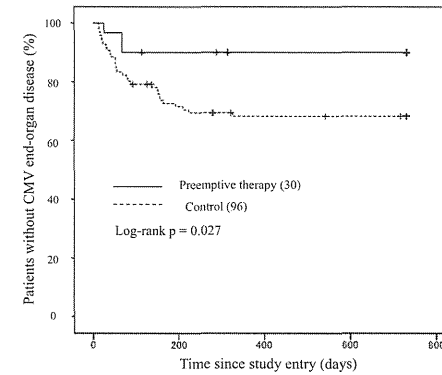 Patients without CMV end-organ disease (%)
100
80
60
40
20
0
Preemptive therapy (30)
Control (96)
Log-rank p = 0.027
0 200 400 600 800
Time since study entry (days)